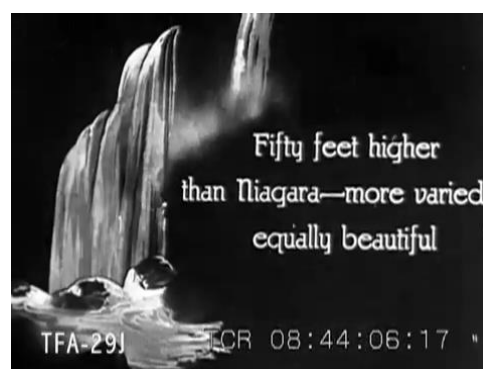 Fifty feet higher
than Niagara—more varied
equally beautiful
TFA-29J TCR 08:44:06:17 "